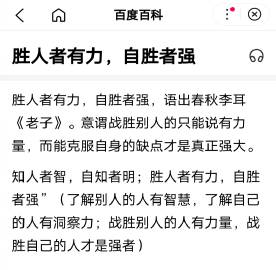 百度百科
胜人者有力，自胜者强
胜人者有力，自胜者强，语出春秋李耳
《老子》。意谓战胜别人的只能说有力
量，而能克服自身的缺点才是真正强大。
知人者智，自知者明；胜人者有力，自胜
者强”（了解别人的人有智慧，了解自己
的人有洞察力；战胜别人的人有力量，战
胜自己的人才是强者）